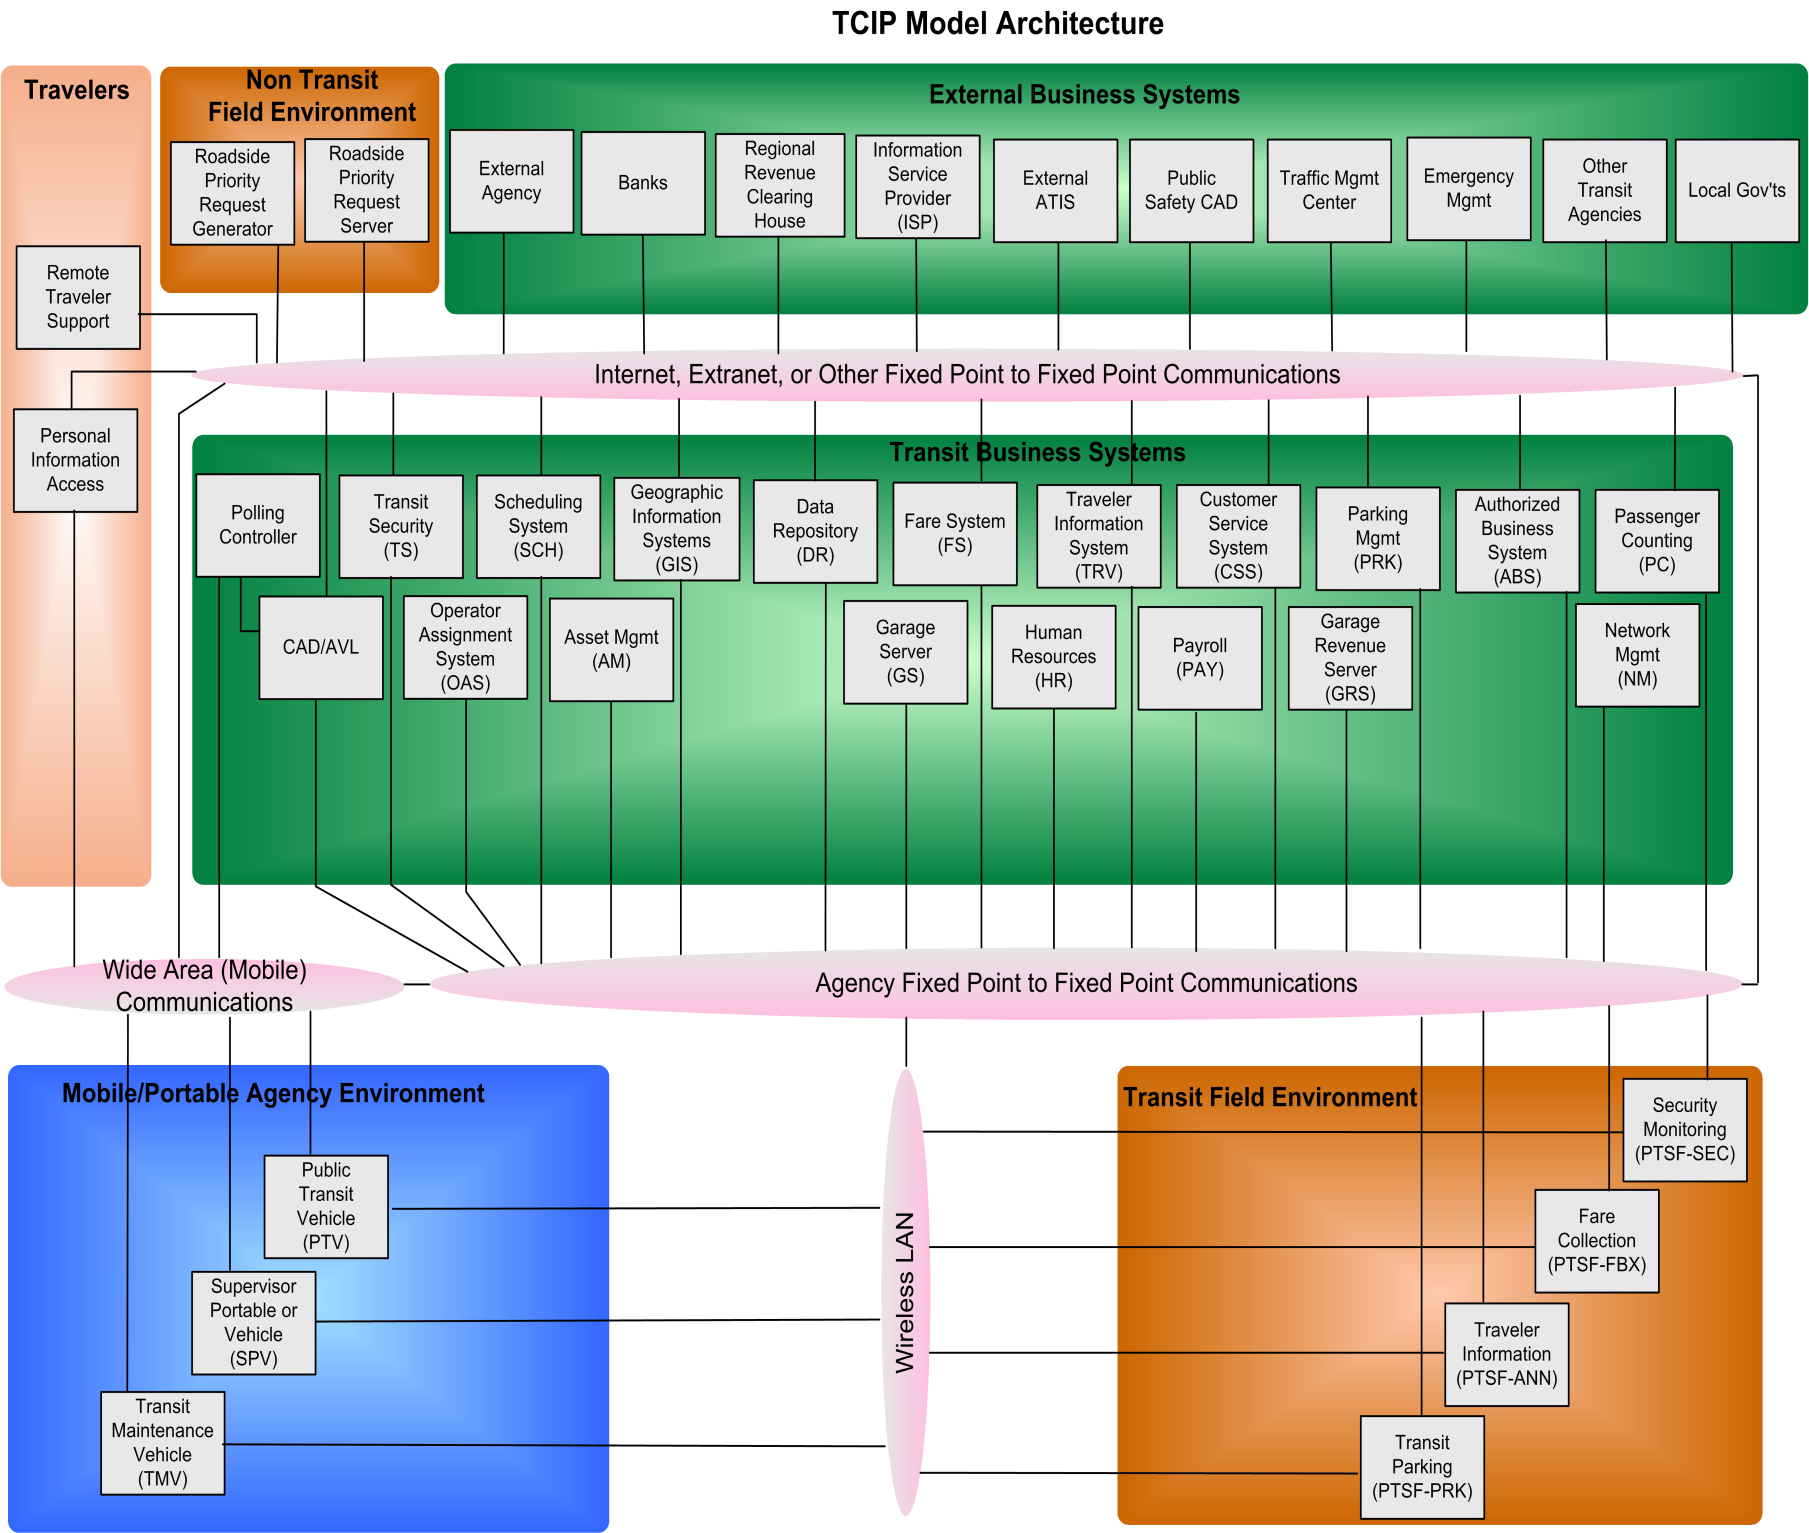 TCIP Model Architecture
Travelers
Non Transit
Field Environment
External Business Systems
Roadside
Priority
Request
Generator
Roadside
Priority
Request
Server
External
Agency
Banks
Regional
Revenue
Clearing
House
Information
Service
Provider
(ISP)
External
ATIS
Public
Safety CAD
Traffic Mgmt
Center
Emergency
Mgmt
Other
Transit
Agencies
Local Gov'ts
Remote
Traveler
Support
Internet, Extranet, or Other Fixed Point to Fixed Point Communications
Personal
Information
Access
Transit Business Systems
Polling
Controller
Transit
Security
(TS)
Scheduling
System
(SCH)
Geographic
Information
Systems
(GIS)
Data
Repository
(DR)
Fare System
(FS)
Traveler
Information
System
(TRV)
Customer
Service
System
(CSS)
Parking
Mgmt
(PRK)
Authorized
Business
System
(ABS)
Passenger
Counting
(PC)
CAD/AVL
Operator
Assignment
System
(OAS)
Asset Mgmt
(AM)
Garage
Server
(GS)
Human
Resources
(HR)
Payroll
(PAY)
Garage
Revenue
Server
(GRS)
Network
Mgmt
(NM)
Wide Area (Mobile)
Communications
Agency Fixed Point to Fixed Point Communications
Mobile/Portable Agency Environment
Public
Transit
Vehicle
(PTV)
Supervisor
Portable or
Vehicle
(SPV)
Transit
Maintenance
Vehicle
(TMV)
Wireless LAN
Transit Field Environment
Security
Monitoring
(PTSF-SEC)
Fare
Collection
(PTSF-FBX)
Traveler
Information
(PTSF-ANN)
Transit
Parking
(PTSF-PRK)